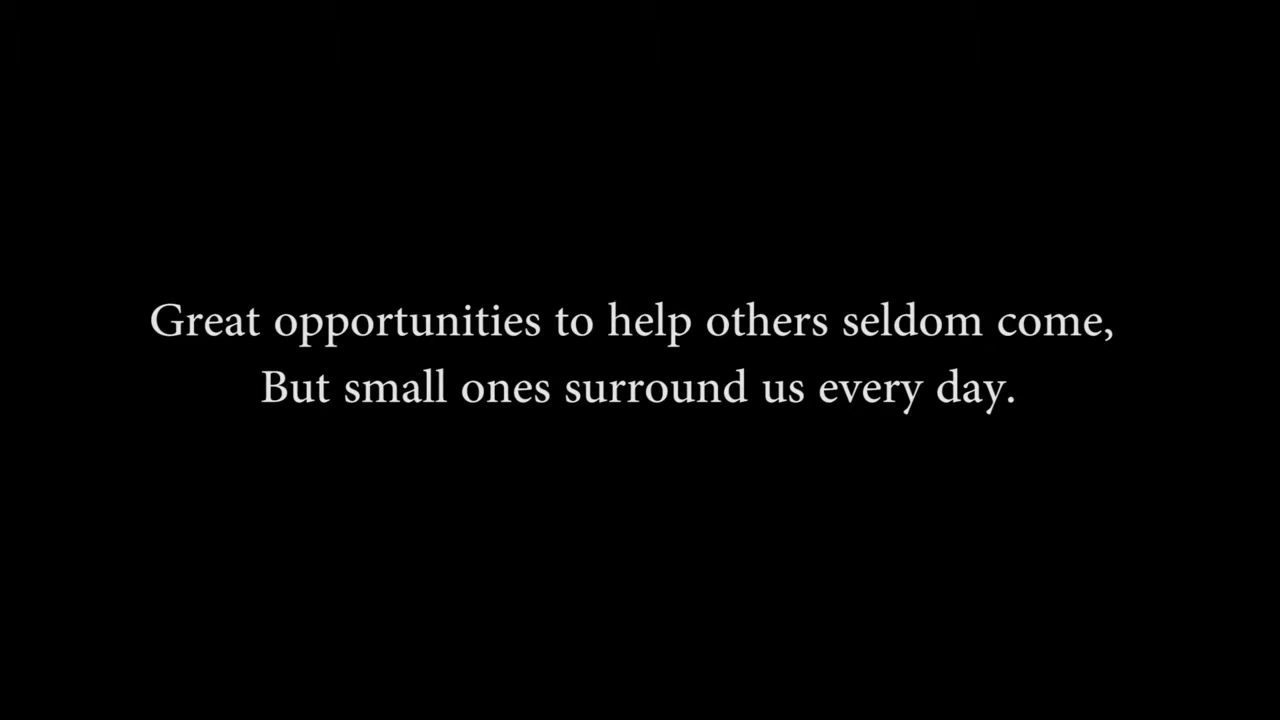 Great opportunities to help others seldom come,
But small ones surround us every day.